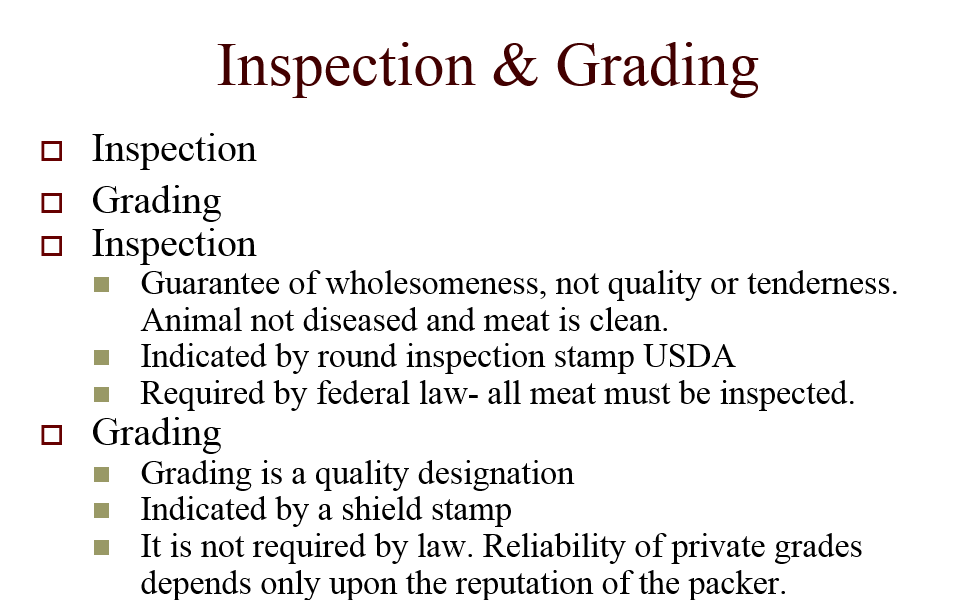 Inspection & Grading
Inspection
Grading
Inspection
Guarantee of wholesomeness, not quality or tenderness.
Animal not diseased and meat is clean.
Indicated by round inspection stamp USDA
Required by federal law- all meat must be inspected.
Grading
Grading is a quality designation
Indicated by a shield stamp
It is not required by law. Reliability of private grades
depends only upon the reputation of the packer.